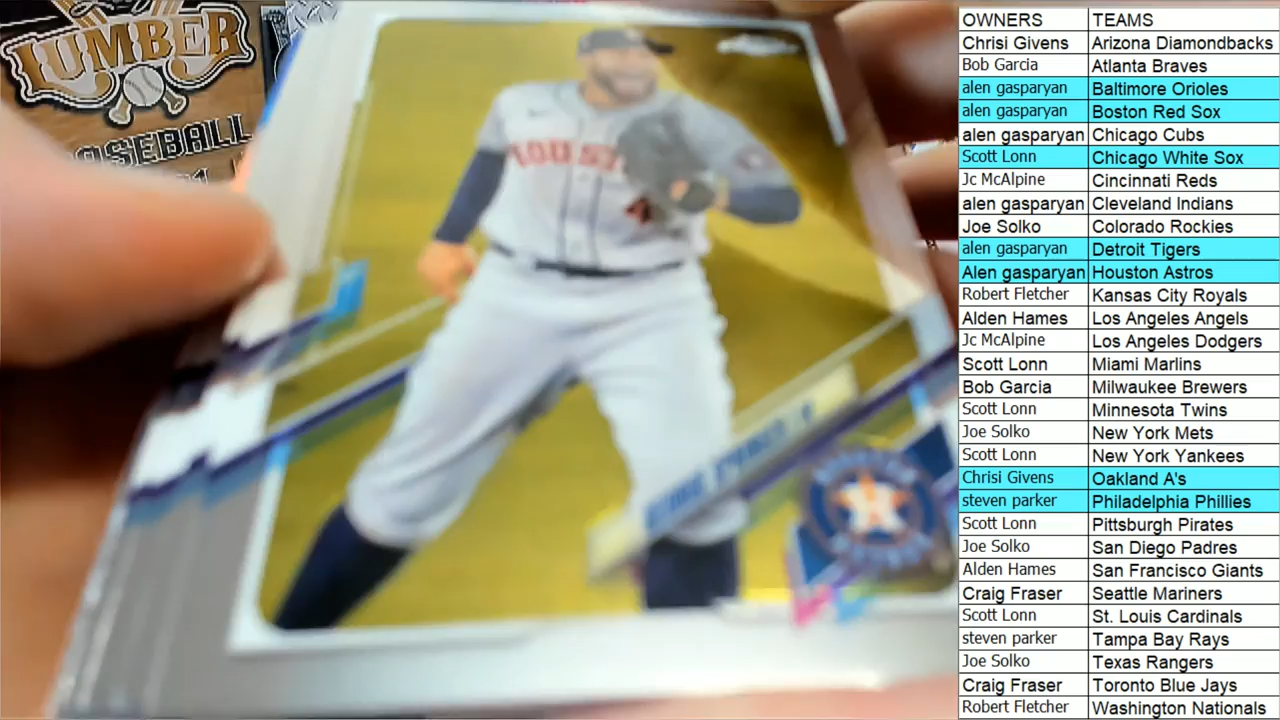 LUMBER
BASEBALL
HOUST
4
OWNERS TEAMS
Chrisi Givens Arizona Diamondbacks
Bob Garcia Atlanta Braves
alen gasparyan Baltimore Orioles
alen gasparyan Boston Red Sox
alen gasparyan Chicago Cubs
Scott Lonn Chicago White Sox
Jc McAlpine Cincinnati Reds
alen gasparyan Cleveland Indians
Joe Solko Colorado Rockies
alen gasparyan Detroit Tigers
Alen gasparyan Houston Astros
Robert Fletcher Kansas City Royals
Alden Hames Los Angeles Angels
Jc McAlpine Los Angeles Dodgers
Scott Lonn Miami Marlins
Bob Garcia Milwaukee Brewers
Scott Lonn Minnesota Twins
Joe Solko New York Mets
Scott Lonn New York Yankees
Chrisi Givens Oakland A's
steven parker Philadelphia Phillies
Scott Lonn Pittsburgh Pirates
Joe Solko San Diego Padres
Alden Hames San Francisco Giants
Craig Fraser Seattle Mariners
Scott Lonn St. Louis Cardinals
steven parker Tampa Bay Rays
Joe Solko Texas Rangers
Craig Fraser Toronto Blue Jays
Robert Fletcher Washington Nationals